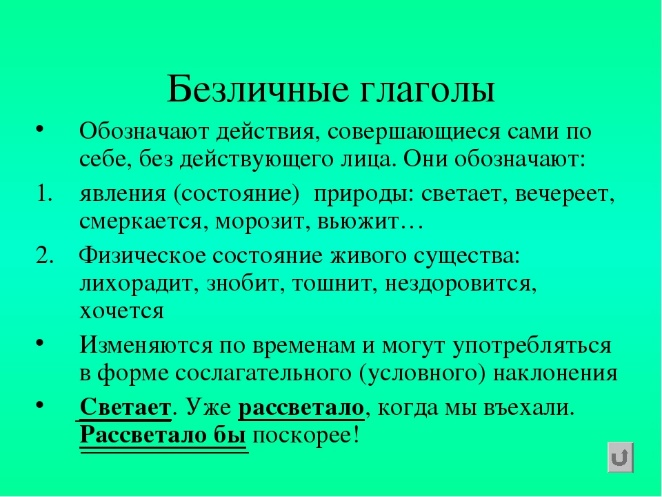 Безличные глаголы
• Обозначают действия, совершающиеся сами по
себе, без действующего лица. Они обозначают:
1. явления (состояние) природы: светает, вечереет,
смеркается, морозит, вьюжит…
2. Физическое состояние живого существа:
лихорадит, знобит, тошнит, нездоровится,
хочется
• Изменяются по временам и могут употребляться
в форме сослагательного (условного) наклонения
• Светает. Уже рассветало, когда мы въехали.
Рассветало бы поскорее!